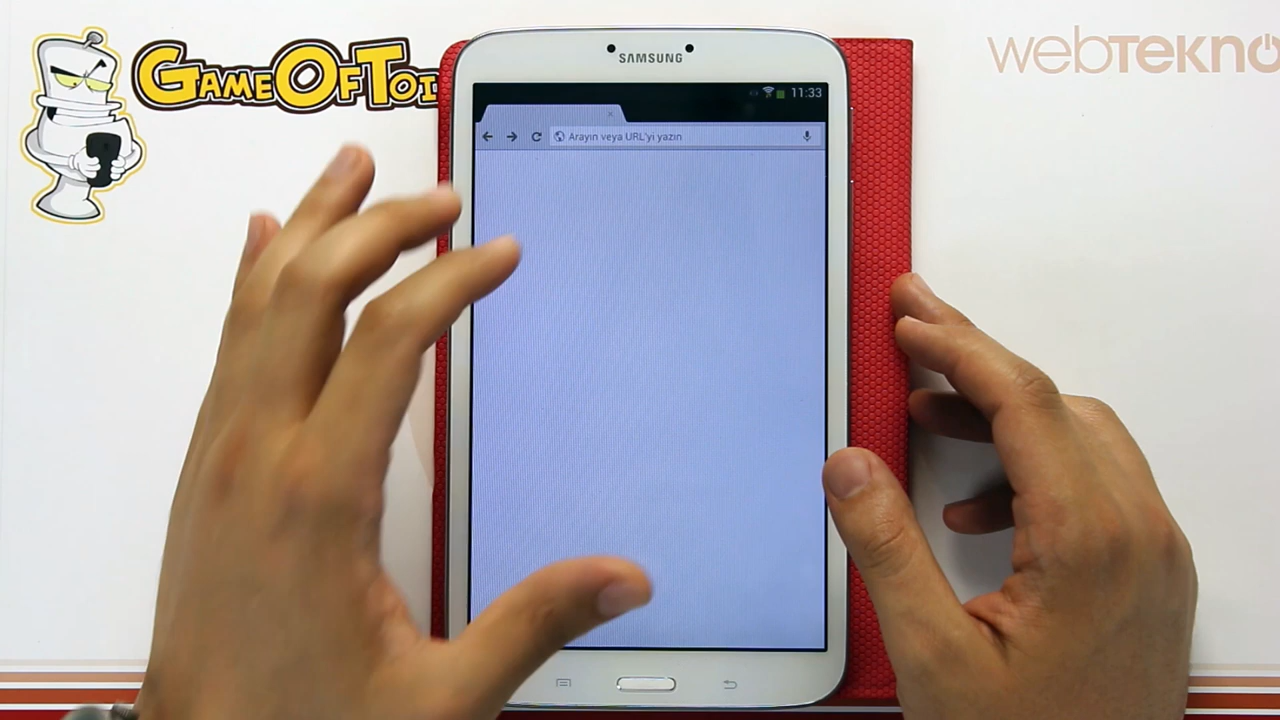 GAMEOFTOI
webTEKNO
SAMSUNG
11:33
Arayın veya URL'yi yazın